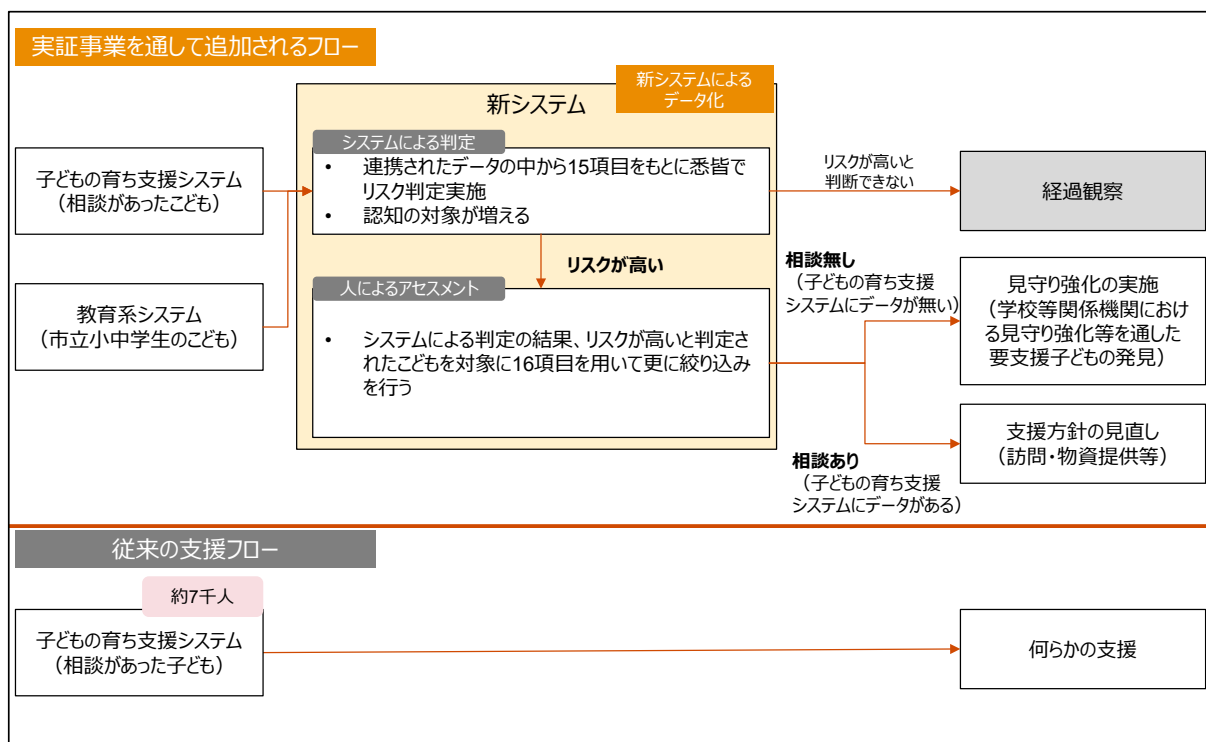 実証事業を通して追加されるフロー
新システムによる
データ化
新システム
システムによる判定
• 連携されたデータの中から15項目をもとに悉皆で
リスク判定実施
• 認知の対象が増える
子どもの育ち支援システム
（相談があったこども）
リスクが高いと
判断できない
経過観察
リスクが高い
教育系システム
（市立小中学生のこども）
人によるアセスメント
• システムによる判定の結果、リスクが高いと判定
されたこどもを対象に16項目を用いて更に絞り込み
を行う
相談無し
（子どもの育ち支援
システムにデータが無い）
見守り強化の実施
（学校等関係機関におけ
る見守り強化等を通した
要支援子どもの発見）
相談あり
（子どもの育ち支援
システムにデータがある）
支援方針の見直し
（訪問・物資提供等）
従来の支援フロー
約7千人
子どもの育ち支援システム
（相談があった子ども）
何らかの支援